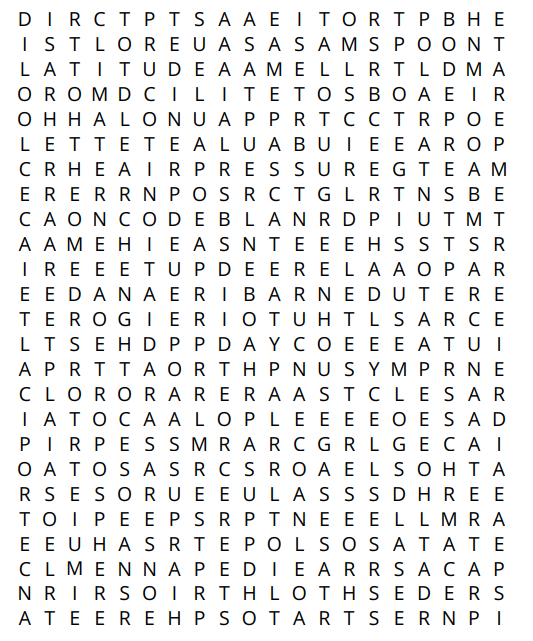 D I R C T P T S A A E I T O R T P B H E
I S T L O R E U A S A S A M S P O O N T
L A T I T U D E A A M E L L R T L D M A
O R O M D C I L I T E T O S B O A E I R
O H H A L O N U A P P R T C C T R P O E
L E T T E T E A L U A B U I E E A R O P
C R H E A I R P R E S S U R E G T E A M
E R E R R N P O S R C T G L R T N S B E
C A O N C O D E B L A N R D P I U T M T
A A M E H I E A S N T E E E H S S T S R
I R E E E T U P D E E R E L A A O P A R
E E D A N A E R I B A R N E D U T E R E
T E R O G I E R I O T U H T L S A R C E
L T S E H D P P D A Y C O E E E A T U I
A P R T T A O R T H P N U S Y M P R N E
C L O R O R A R E R A A S T C L E S A R
I A T O C A A L O P L E E E E O E S A D
P I R P E S S M R A R C G R L G E C A I
O A T O S A S R C S R O A E L S O H T A
R S E S O R U E E U L A S S S D H R E E
T O I P E E P S R P T N E E E L L M R A
E E U H A S R T E P O L S O S A T A T E
C L M E N N A P E D I E A R R S A C A P
N R I R S O I R T H L O T H S E D E R S
A T E E R E H P S O T A R T S E R N P I